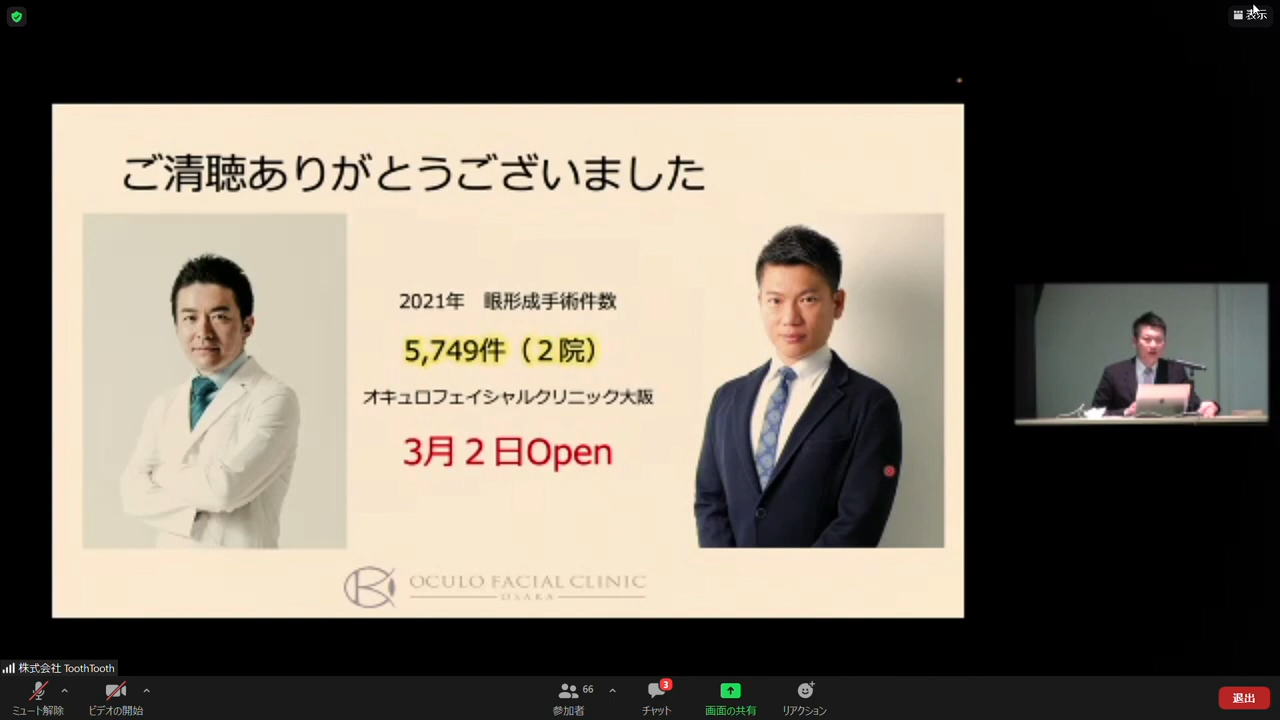 表示
ご清聴ありがとうございました
2021年　眼形成手術件数
5,749件（２院）
オキュロフェイシャルクリニック大阪
3月２日Open
OCULO FACIAL CLINIC
OSAKA
株式会社 ToothTooth
ミュート解除
ビデオの開始
66
参加者
3
チャット
画面の共有
リアクション
退出